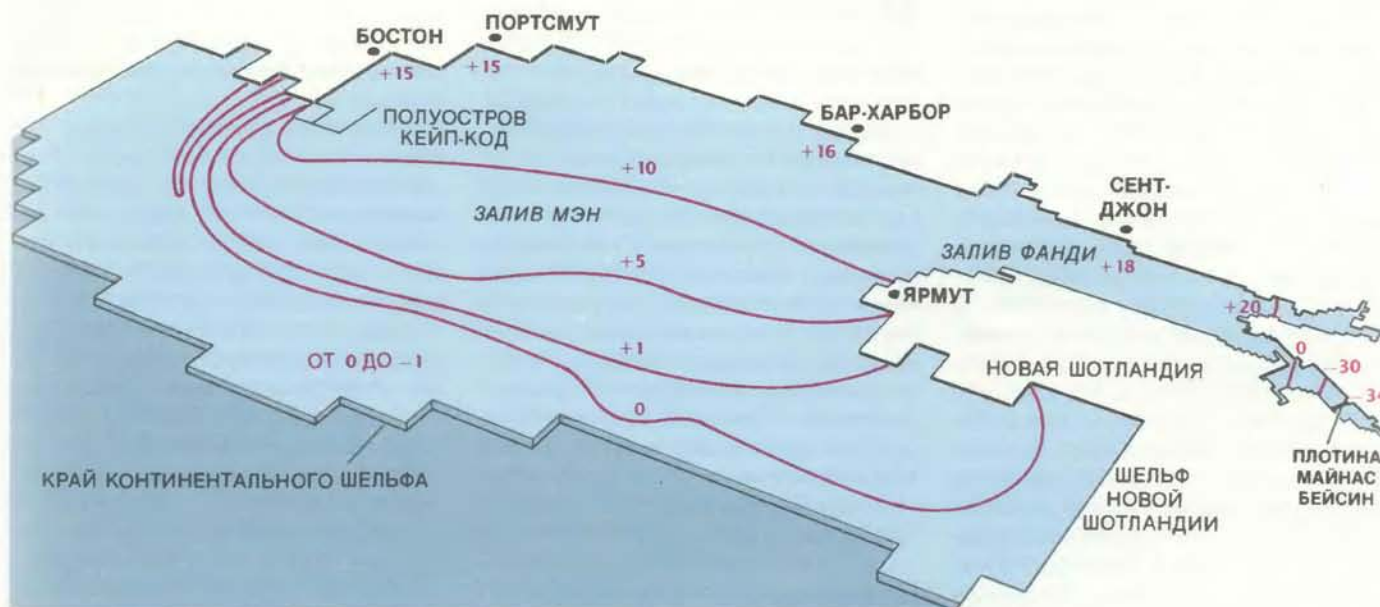 БОСТОН
ПОРТСМУТ
+15
+15
ПОЛУОСТРОВ
КЕЙП-КОД
БАР-ХАРБОР
+16
+10
СЕНТ-
ДЖОН
ЗАЛИВ МЭН
ЗАЛИВ ФАНДИ
+18
+5
ЯРМУТ
+20
0
−30
−34
+1
ОТ 0 ДО −1
НОВАЯ ШОТЛАНДИЯ
0
КРАЙ КОНТИНЕНТАЛЬНОГО ШЕЛЬФА
ШЕЛЬФ
НОВОЙ
ШОТЛАНДИИ
ПЛОТИНА
МАЙНАС
БЕЙСИН